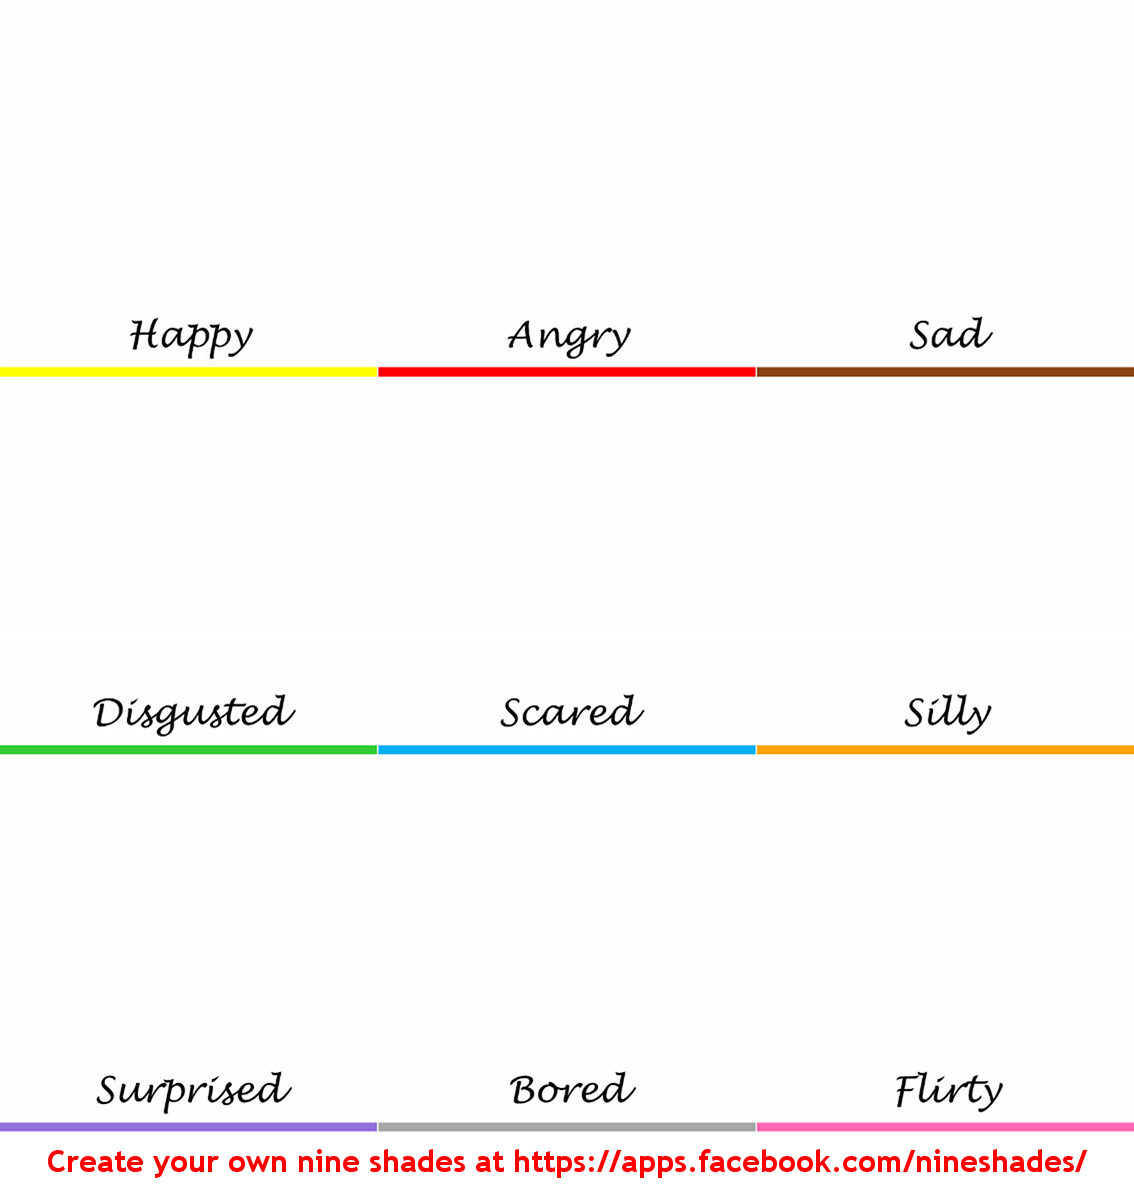 Happy Angry Sad
Disgusted Scared Silly
Surprised Bored Flirty
Create your own nine shades at https://apps.facebook.com/nineshades/